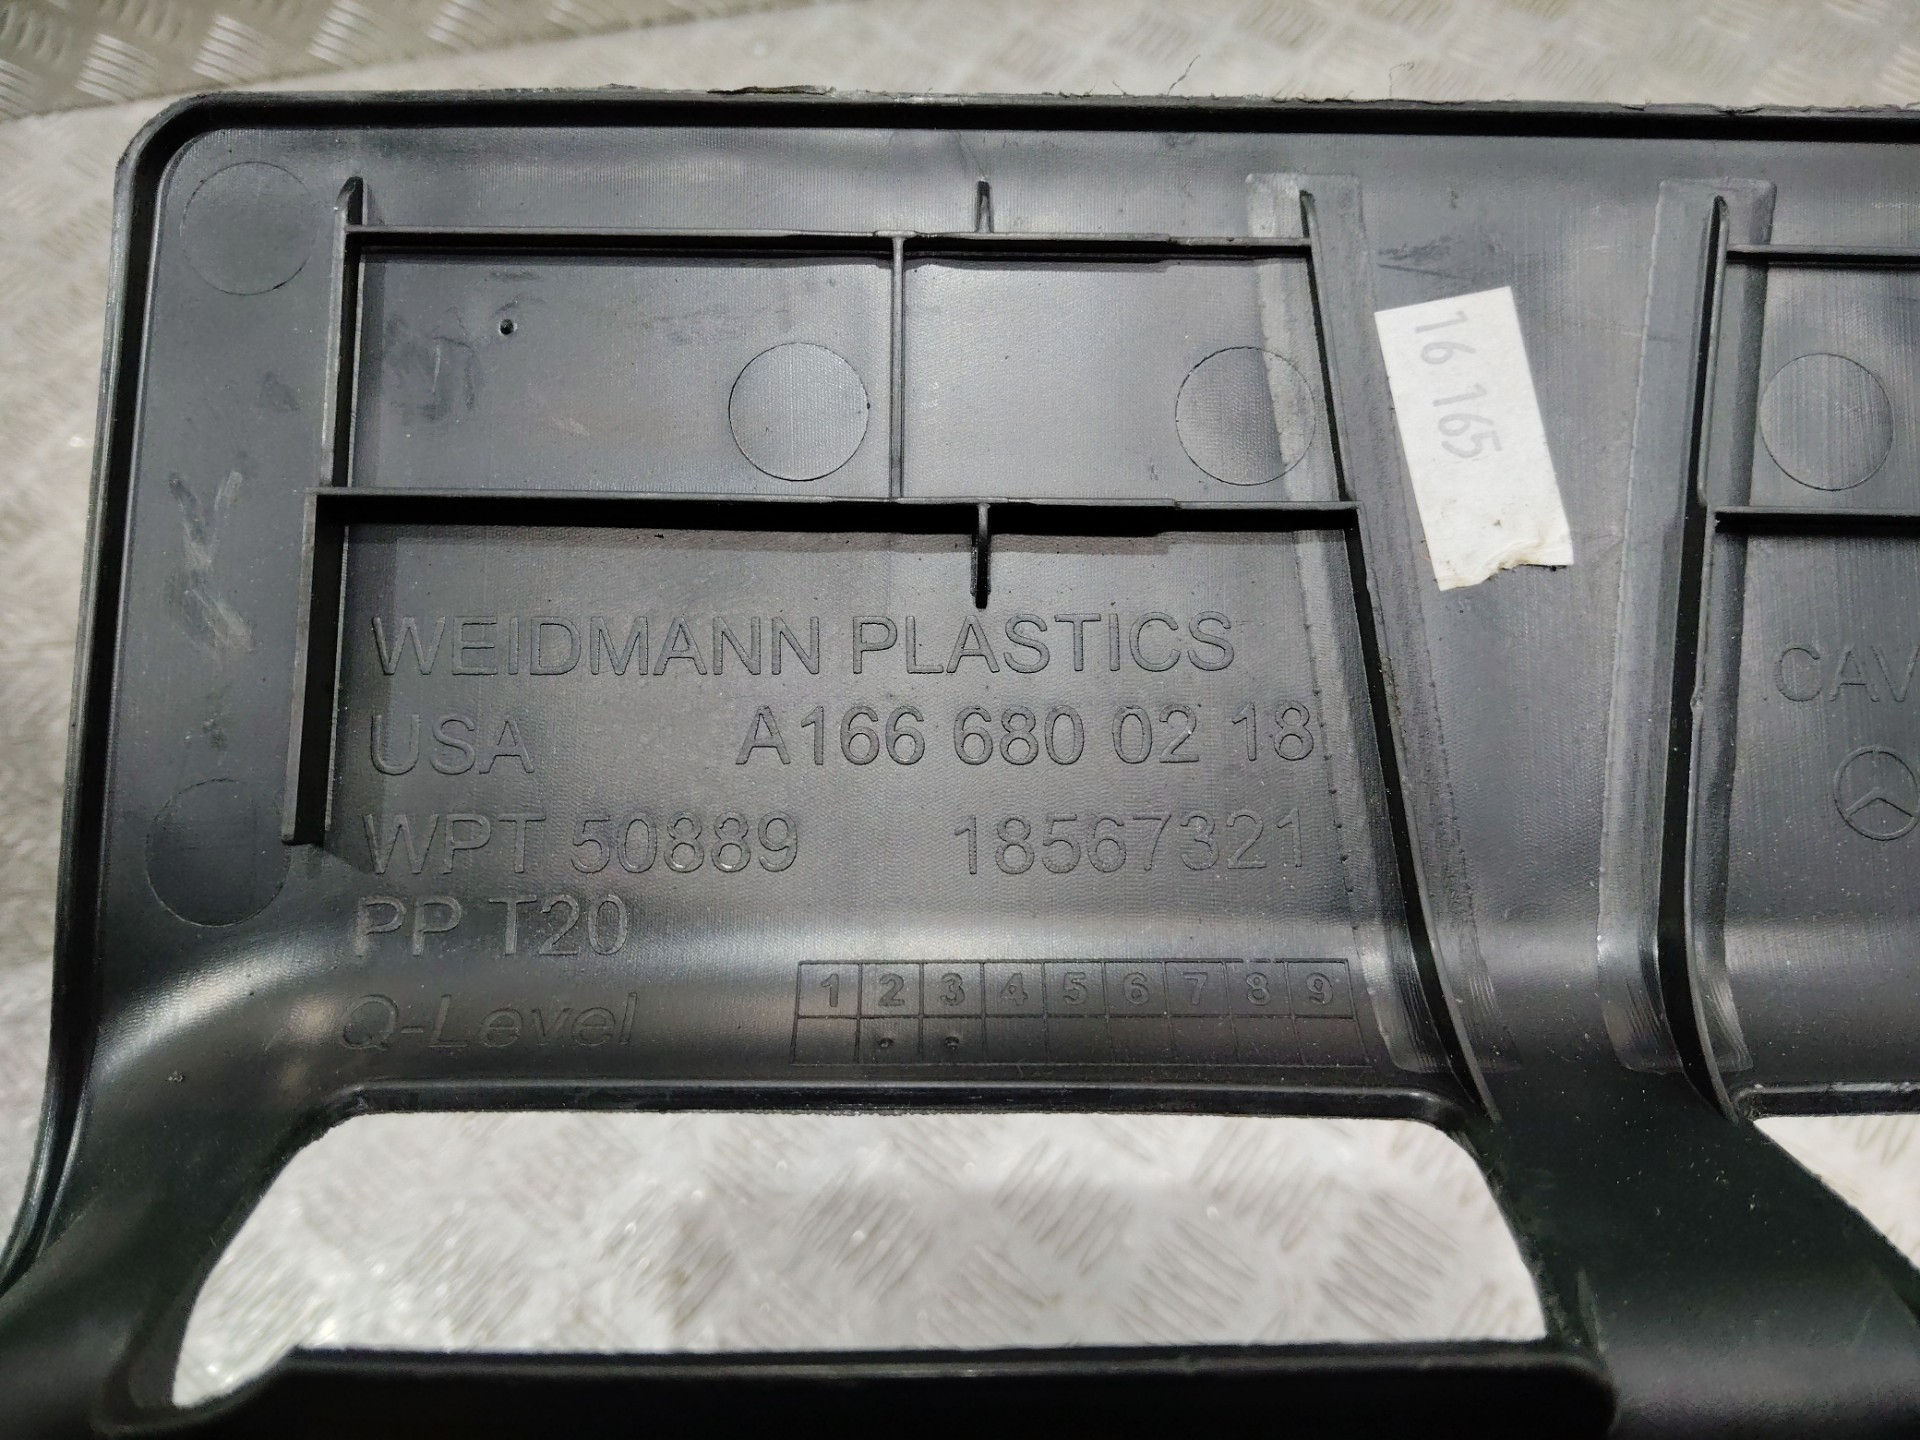 16 165
WEIDMANN PLASTICS
USA A166 680 02 18
CAV
WPT 50889 18567321
PP T20
Q-Level
1 2 3 4 5 6 7 8 9